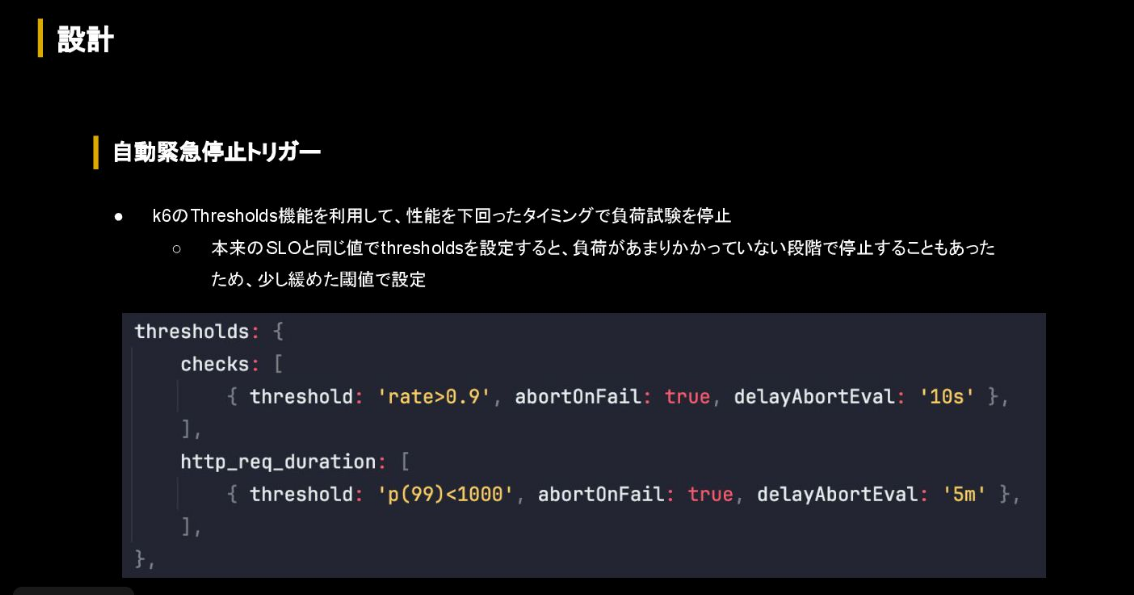 設計
自動緊急停止トリガー
● k6のThresholds機能を利用して、性能を下回ったタイミングで負荷試験を停止
○ 本来のSLOと同じ値でthresholdsを設定すると、負荷があまりかかっていない段階で停止することもあった
ため、少し緩めた閾値で設定
thresholds: {
checks: [
{ threshold: 'rate>0.9', abortOnFail: true, delayAbortEval: '10s' },
],
http_req_duration: [
{ threshold: 'p(99)<1000', abortOnFail: true, delayAbortEval: '5m' },
],
},